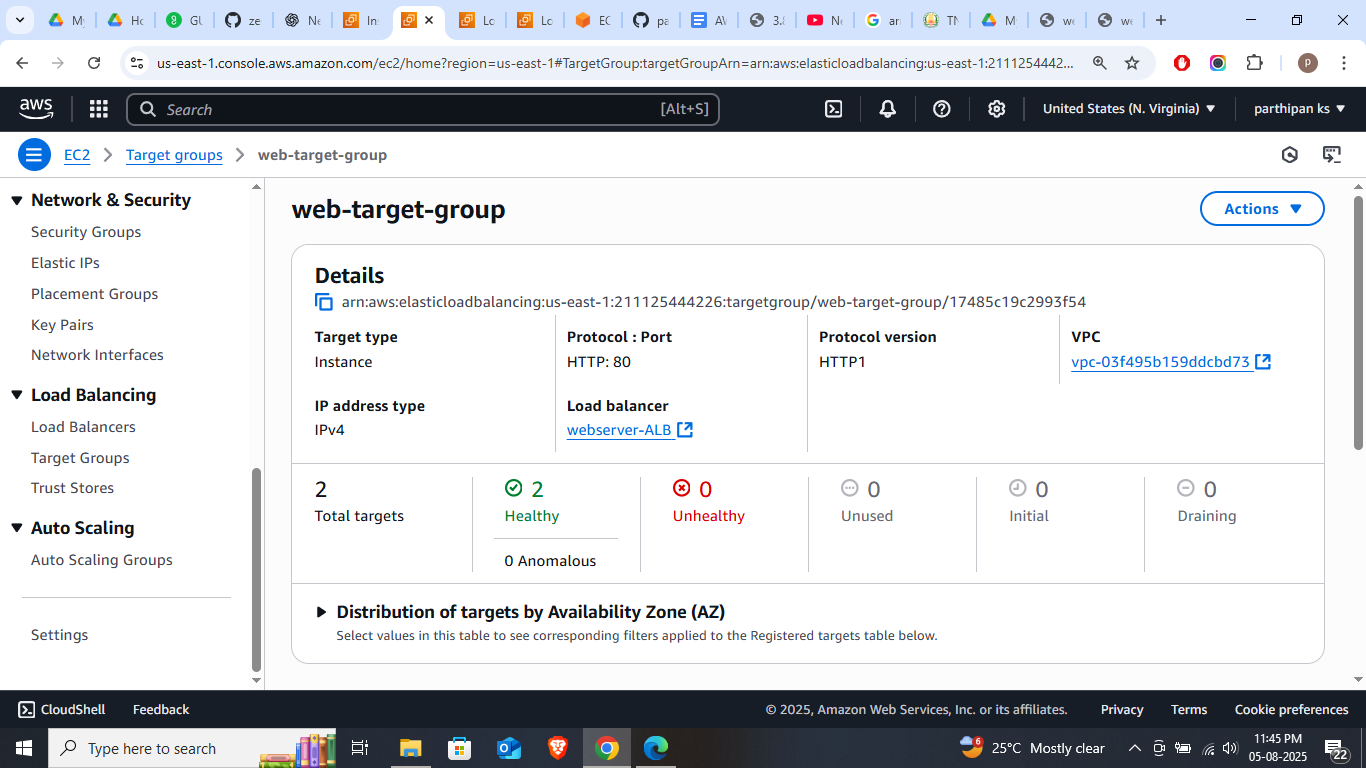 My
Ho
GU
ze
Ne
Ins
Lo
Lo
EC
pa
AV
3.
Ne
ar
TN
M
we
we
us-east-1.console.aws.amazon.com/ec2/home?region=us-east-1#TargetGroup:targetGroupArn=arn:aws:elasticloadbalancing:us-east-1:2111254442...
p
aws
Search [Alt+S]
United States (N. Virginia)
parthipan ks
EC2 Target groups web-target-group
Network & Security
Security Groups
Elastic IPs
Placement Groups
Key Pairs
Network Interfaces
Load Balancing
Load Balancers
Target Groups
Trust Stores
Auto Scaling
Auto Scaling Groups
Settings
web-target-group
Actions
Details
arn:aws:elasticloadbalancing:us-east-1:211125444226:targetgroup/web-target-group/17485c19c2993f54
Target type
Instance
Protocol : Port
HTTP: 80
Protocol version
HTTP1
VPC
vpc-03f495b159ddcbd73
IP address type
IPv4
Load balancer
webserver-ALB
2
Total targets
2
Healthy
0 Anomalous
0
Unhealthy
0
Unused
0
Initial
0
Draining
Distribution of targets by Availability Zone (AZ)
Select values in this table to see corresponding filters applied to the Registered targets table below.
CloudShell Feedback
© 2025, Amazon Web Services, Inc. or its affiliates. Privacy Terms Cookie preferences
Type here to search
6
25°C Mostly clear
11:45 PM
05-08-2025
22